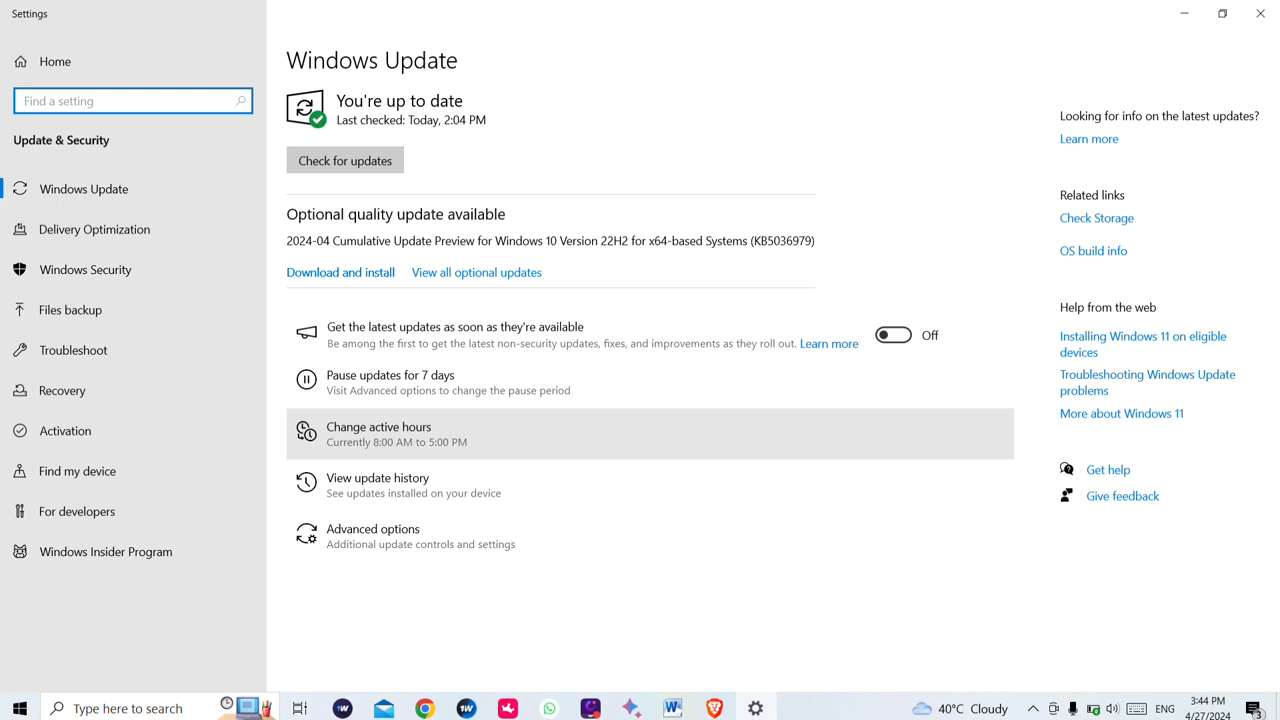 Settings
Home
Find a setting
Update & Security
Windows Update
Delivery Optimization
Windows Security
Files backup
Troubleshoot
Recovery
Activation
Find my device
For developers
Windows Insider Program
Windows Update
You're up to date
Last checked: Today, 2:04 PM
Check for updates
Optional quality update available
2024-04 Cumulative Update Preview for Windows 10 Version 22H2 for x64-based Systems (KB5036979)
Download and install View all optional updates
Get the latest updates as soon as they're available
Be among the first to get the latest non-security updates, fixes, and improvements as they roll out. Learn more
Off
Pause updates for 7 days
Visit Advanced options to change the pause period
Change active hours
Currently 8:00 AM to 5:00 PM
View update history
See updates installed on your device
Advanced options
Additional update controls and settings
Looking for info on the latest updates?
Learn more
Related links
Check Storage
OS build info
Help from the web
Installing Windows 11 on eligible
devices
Troubleshooting Windows Update
problems
More about Windows 11
Get help
Give feedback
Type here to search
1W
1W
W
40°C Cloudy
ENG
3:44 PM
4/27/2024
3